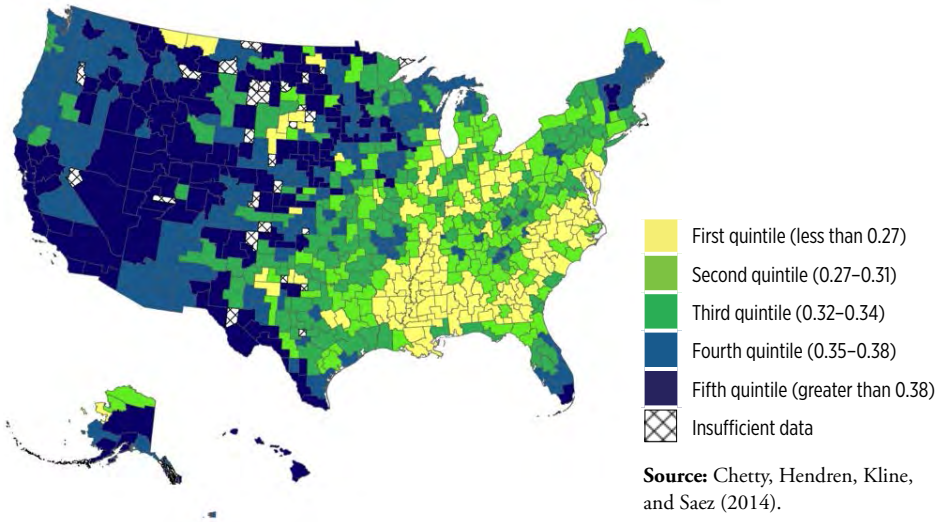 First quintile (less than 0.27)
Second quintile (0.27–0.31)
Third quintile (0.32–0.34)
Fourth quintile (0.35–0.38)
Fifth quintile (greater than 0.38)
Insufficient data
Source: Chetty, Hendren, Kline,
and Saez (2014).